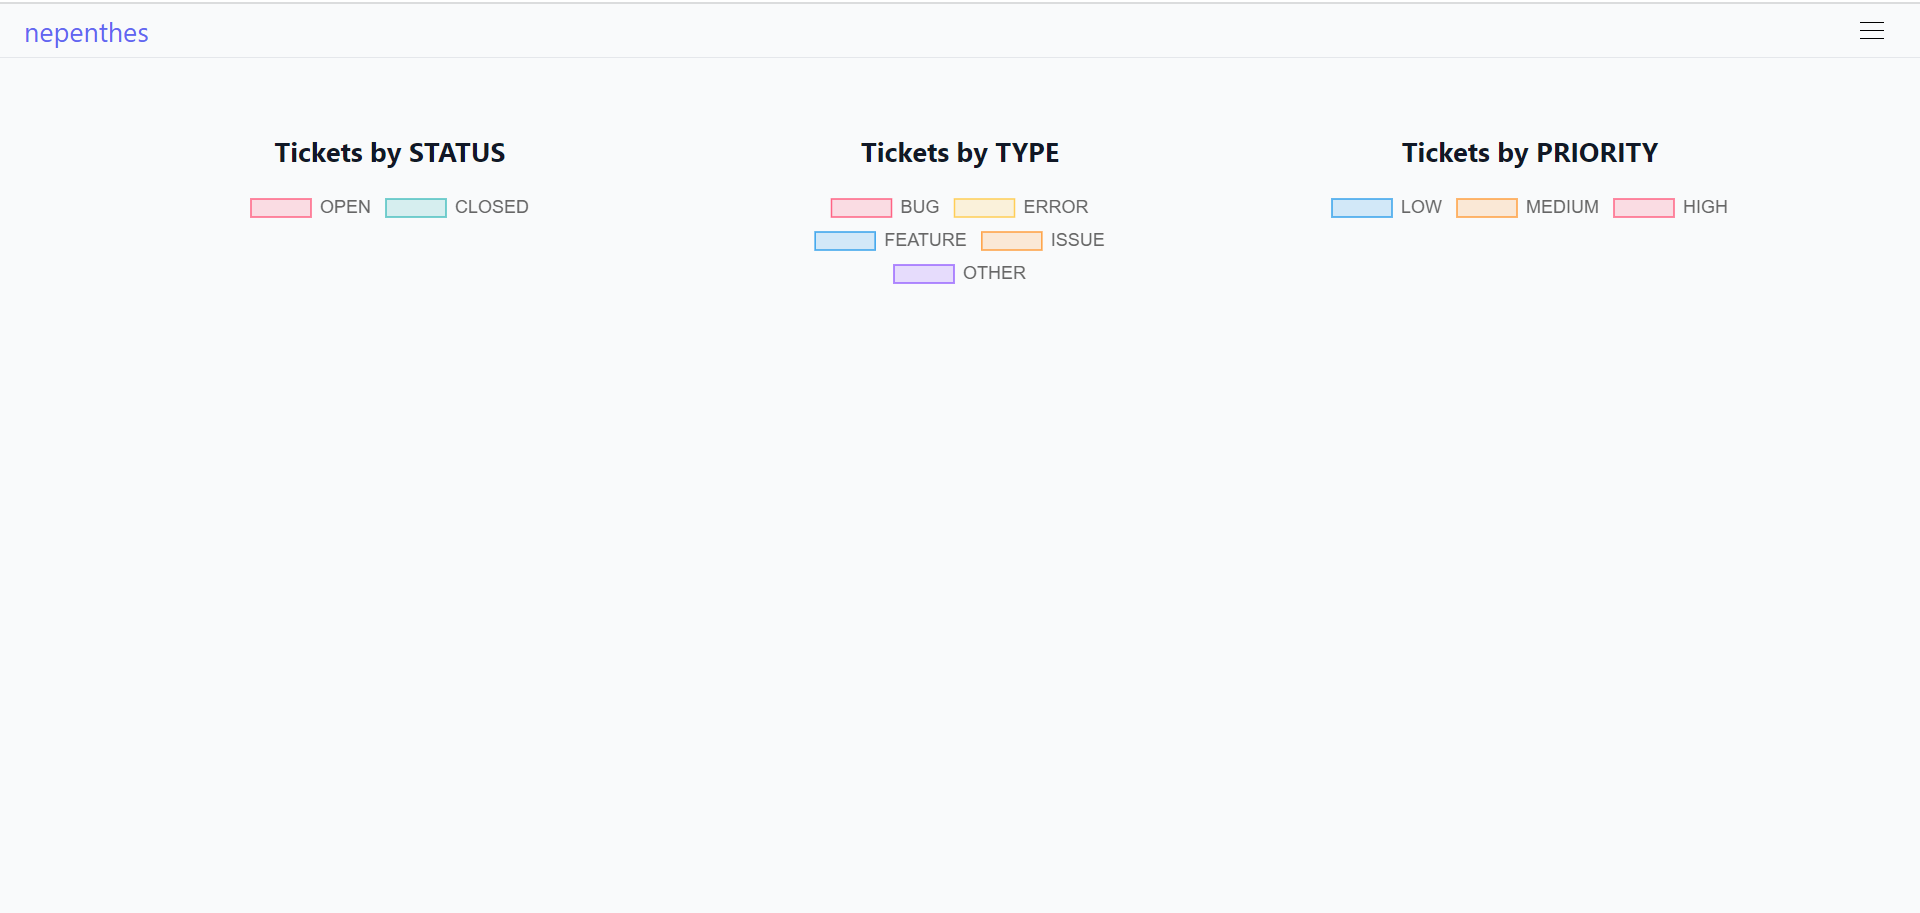 nepenthes
Tickets by STATUS
OPEN CLOSED
Tickets by TYPE
BUG ERROR
FEATURE ISSUE
OTHER
Tickets by PRIORITY
LOW MEDIUM HIGH